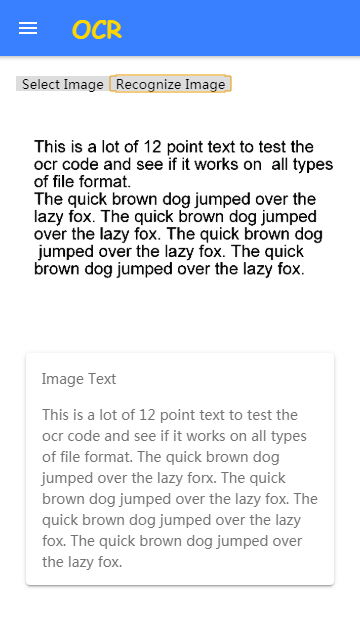 OCR
Select Image Recognize Image
This is a lot of 12 point text to test the
ocr code and see if it works on all types
of file format.
The quick brown dog jumped over the
lazy fox. The quick brown dog jumped
over the lazy fox. The quick brown dog
jumped over the lazy fox. The quick
brown dog jumped over the lazy fox.
Image Text
This is a lot of 12 point text to test the
ocr code and see if it works on all types
of file format. The quick brown dog
jumped over the lazy forx. The quick
brown dog jumped over the lazy fox. The
quick brown dog jumped over the lazy
fox. The quick brown dog jumped over
the lazy fox.